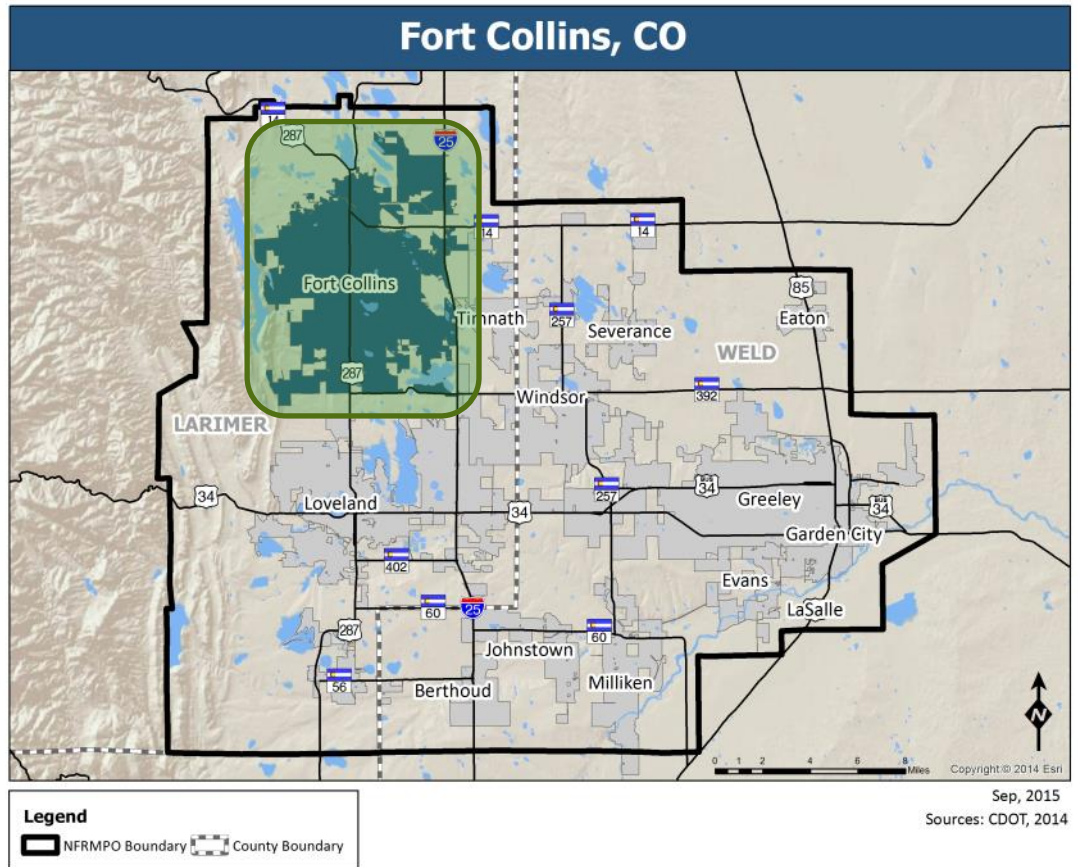 Fort Collins, CO
14
287
25
14
14
Fort Collins
85
Timnath
257
Severance
Eaton
WELD
287
392
Windsor
LARIMER
34
Loveland
257
BUS
34
Greeley
BUS
34
34
Garden City
402
Evans
60
25
LaSalle
287
60
Johnstown
56
Berthoud
Milliken
N
0 1 2 4 6 8
Miles
Copyright © 2014 Esri
Sep, 2015
Sources: CDOT, 2014
Legend
NFRMPO Boundary
County Boundary